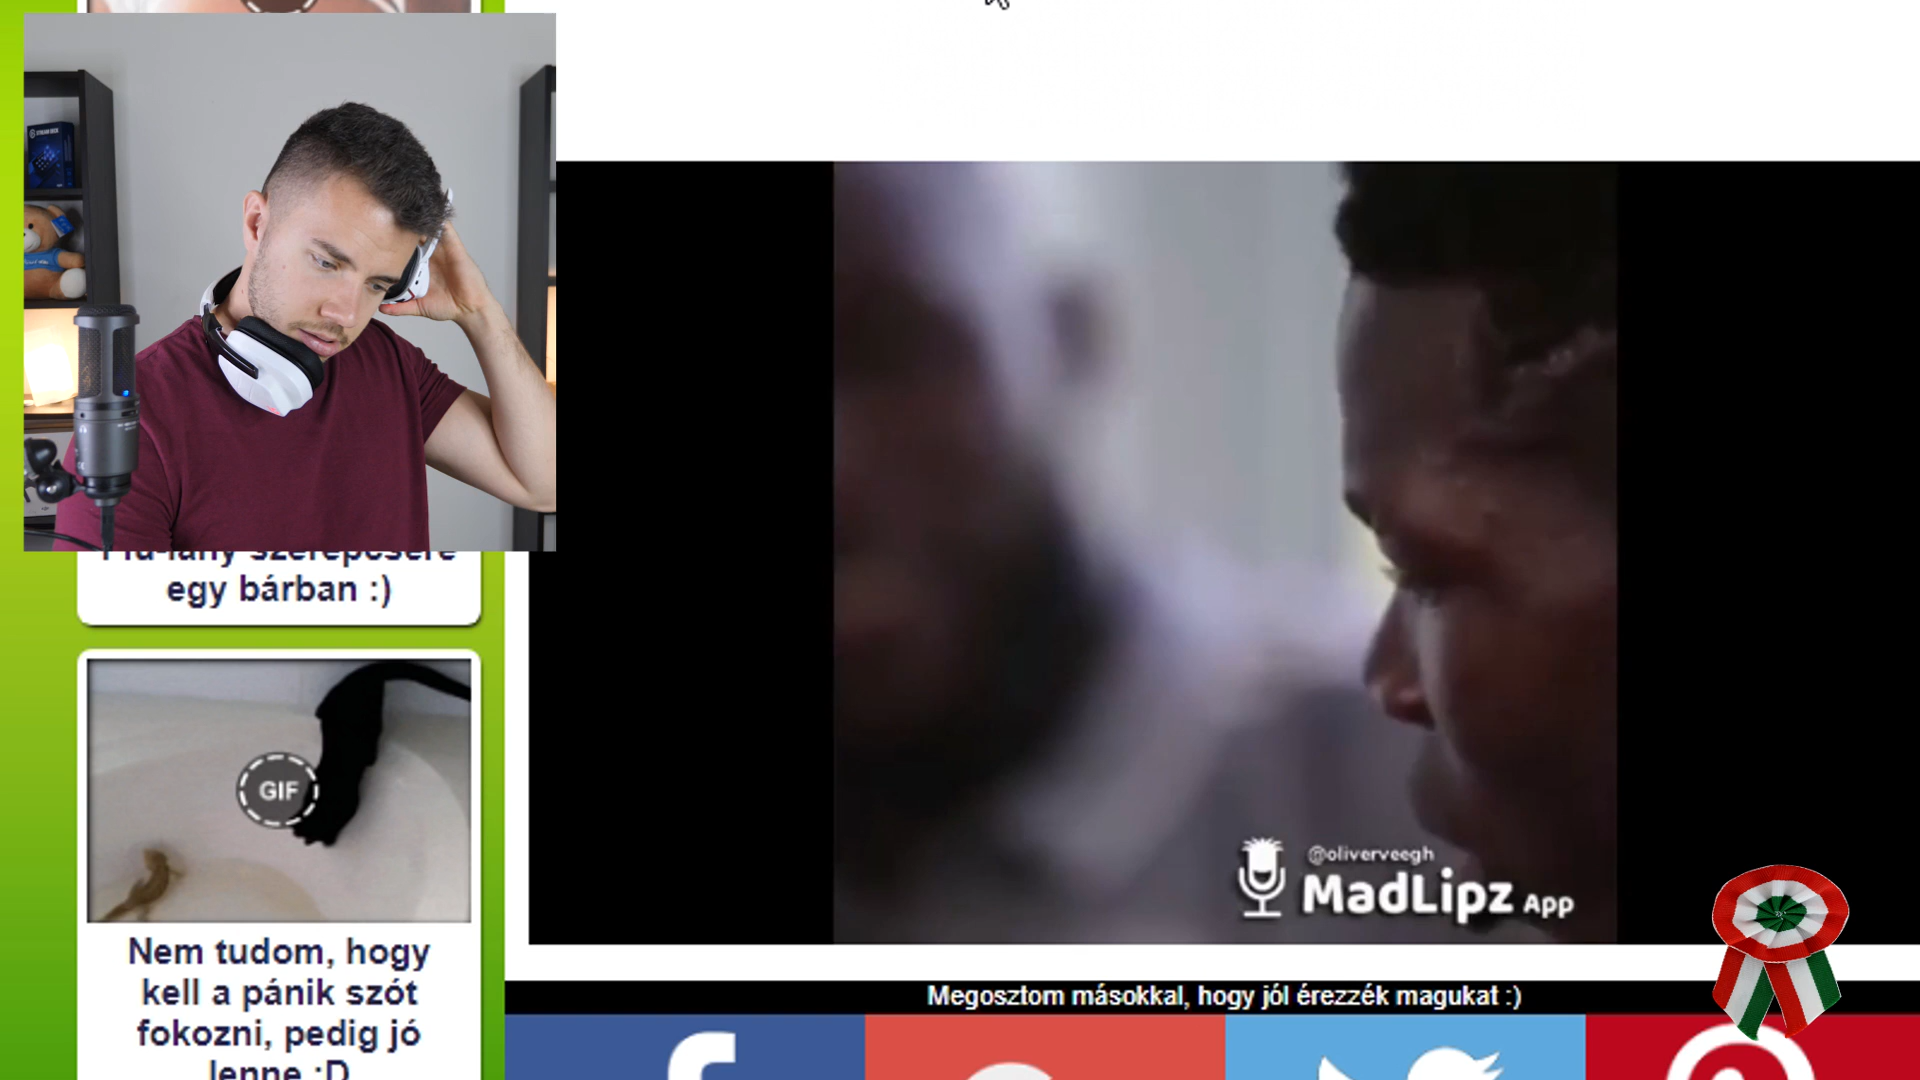 egy bárban :)
GIF
Nem tudom, hogy
kell a pánik szót
fokozni, pedig jó
lenne :D
@oliverveegh
MadLipz App
Megosztom másokkal, hogy jól érezzék magukat :)